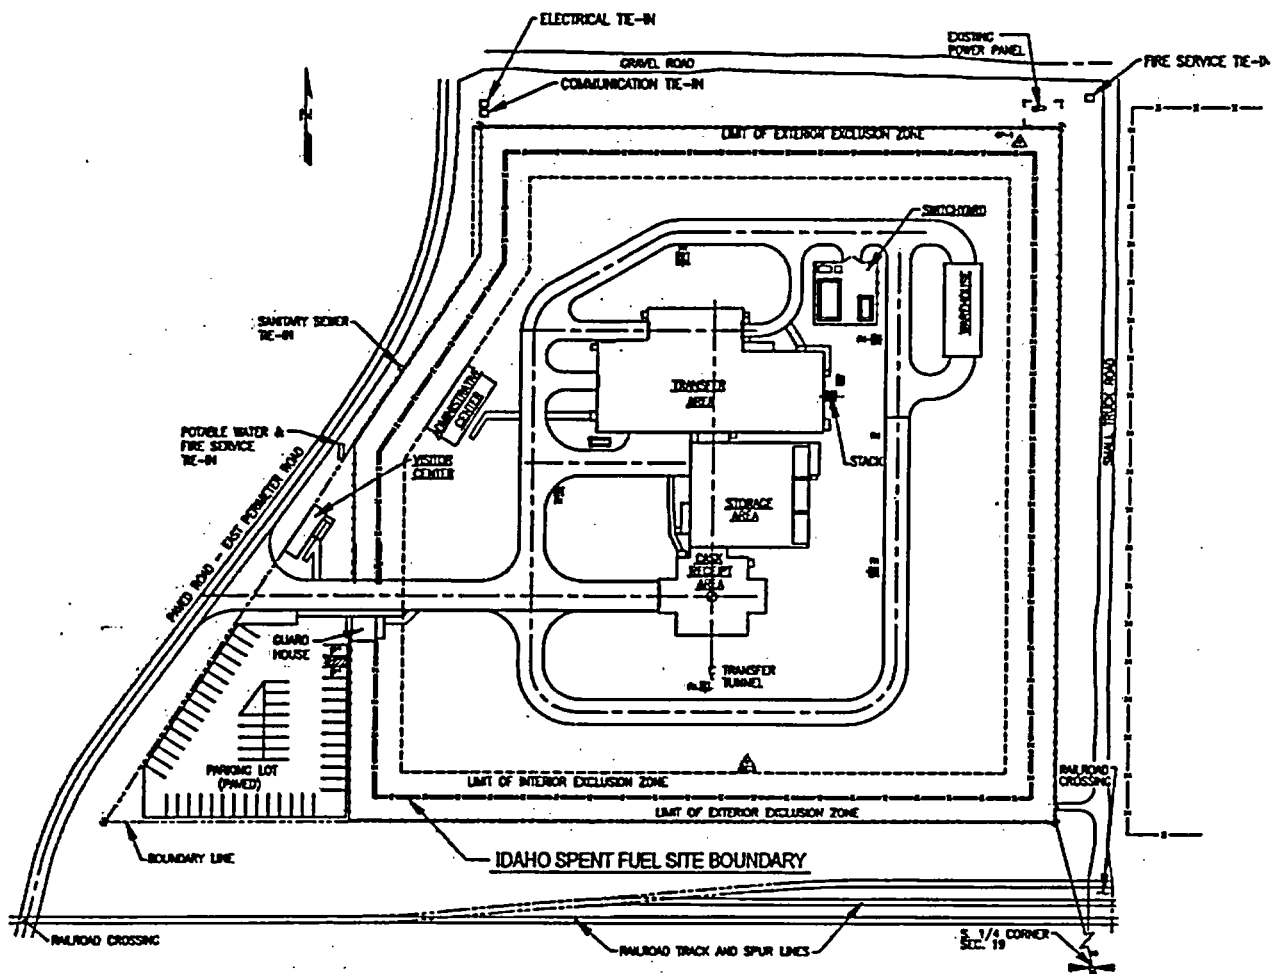 ELECTRICAL TIE-IN
EXISTING
POWER PANEL
GRAVEL ROAD
FIRE SERVICE TIE-IN
COMMUNICATION TIE-IN
N
LIMIT OF EXTERIOR EXCLUSION ZONE
SWITCHYARD
WAREHOUSE
SANITARY SEWER
TIE-IN
TRANSFER
AREA
ADMINISTRATIVE
CENTER
SMALL TRUCK ROAD
POTABLE WATER &
FIRE SERVICE
TIE-IN
VISITOR
CENTER
STACK
PAVED ROAD - EAST PERIMETER ROAD
STORAGE
AREA
CASK
RECEIPT
AREA
GUARD
HOUSE
TRANSFER
TUNNEL
PARKING LOT
(PAVED)
RAILROAD
CROSSING
LIMIT OF INTERIOR EXCLUSION ZONE
LIMIT OF EXTERIOR EXCLUSION ZONE
BOUNDARY LINE
IDAHO SPENT FUEL SITE BOUNDARY
RAILROAD CROSSING
RAILROAD TRACK AND SPUR LINES
S. 1/4 CORNER
SEC. 19